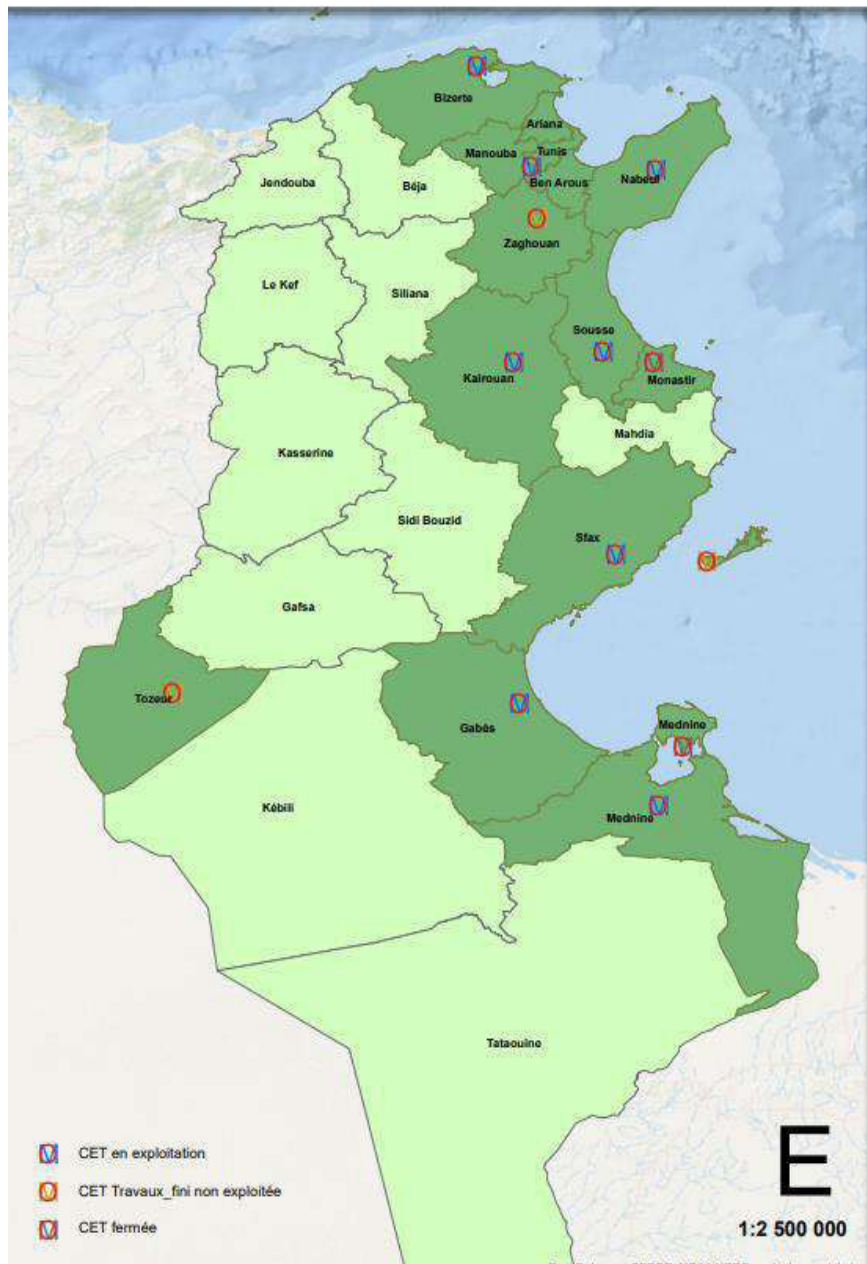 Bizerte
Ariana
Manouba
Tunis
Ben Arous
Nabeul
Jendouba
Béja
Zaghouan
Le Kef
Siliana
Sousse
Kairouan
Monastir
Mahdia
Kasserine
Sidi Bouzid
Sfax
Gafsa
Tozeur
Gabès
Mednine
Kébili
Mednine
Tataouine
CET en exploitation
CET Travaux_fini non exploitée
CET fermée
E
1:2 500 000